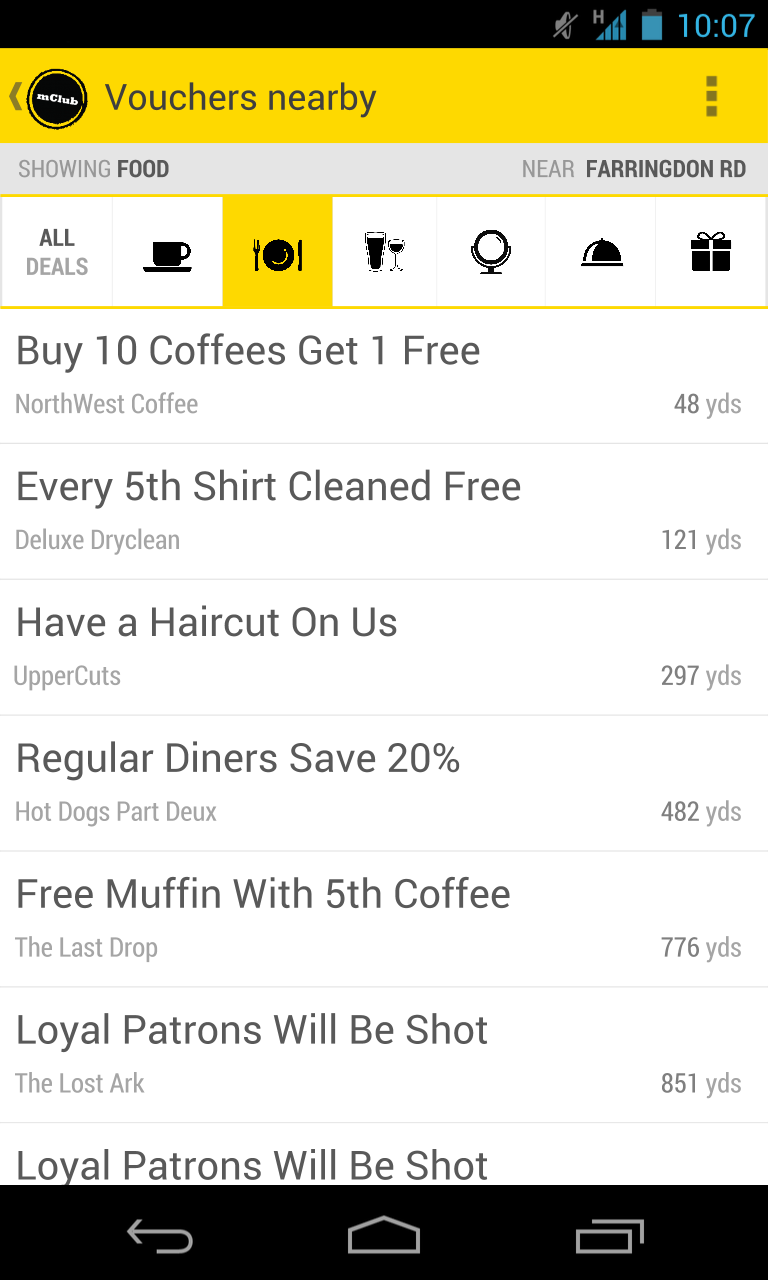 H 10:07
mClub Vouchers nearby
SHOWING FOOD NEAR FARRINGDON RD
ALL
DEALS
Buy 10 Coffees Get 1 Free
NorthWest Coffee 48 yds
Every 5th Shirt Cleaned Free
Deluxe Dryclean 121 yds
Have a Haircut On Us
UpperCuts 297 yds
Regular Diners Save 20%
Hot Dogs Part Deux 482 yds
Free Muffin With 5th Coffee
The Last Drop 776 yds
Loyal Patrons Will Be Shot
The Lost Ark 851 yds
Loyal Patrons Will Be Shot